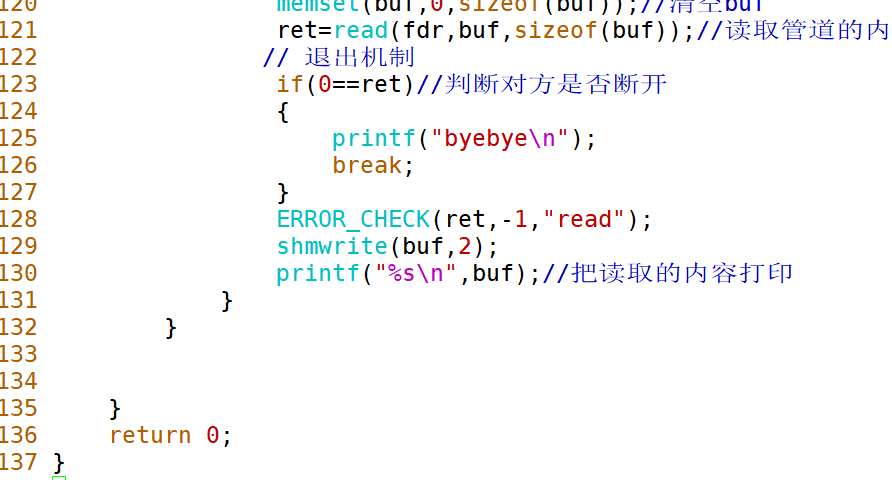 120 memset(buf,0,sizeof(buf));//清空buf
121 ret=read(fdr,buf,sizeof(buf));//读取管道的内
122 // 退出机制
123 if(0==ret)//判断对方是否断开
124 {
125 printf("byebye\n");
126 break;
127 }
128 ERROR_CHECK(ret,-1,"read");
129 shmwrite(buf,2);
130 printf("%s\n",buf);//把读取的内容打印
131 }
132 }
133
134
135 }
136 return 0;
137 }